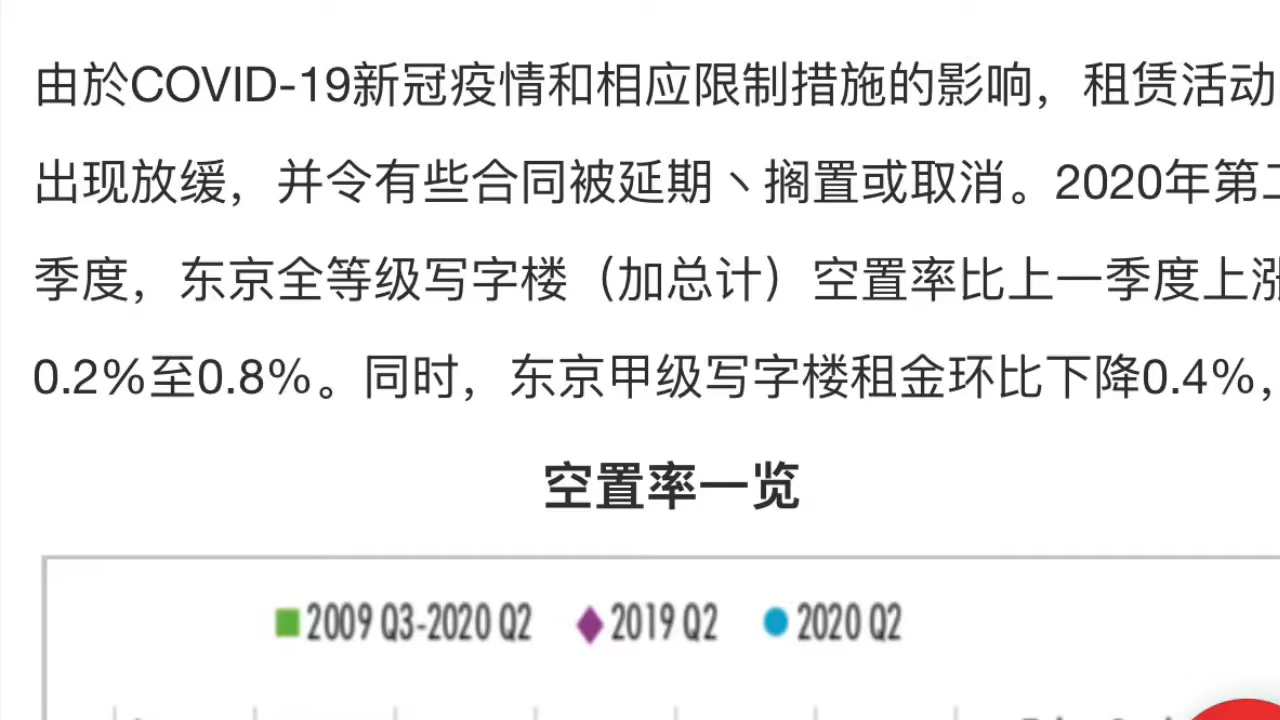 由於COVID-19新冠疫情和相应限制措施的影响，租赁活动
出现放缓，并令有些合同被延期丶搁置或取消。2020年第二
季度，东京全等级写字楼（加总计）空置率比上一季度上涨
0.2%至0.8%。同时，东京甲级写字楼租金环比下降0.4%，
空置率一览
2009 Q3-2020 Q2 2019 Q2 2020 Q2